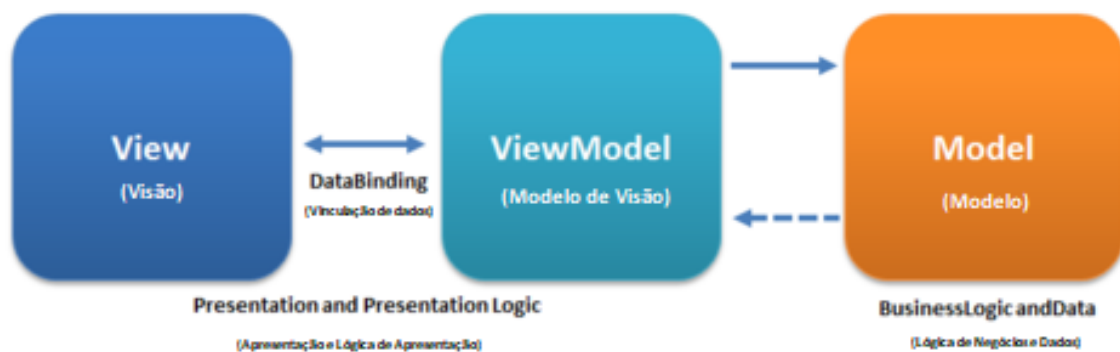 View
(Visão)
DataBinding
(Vinculação de dados)
ViewModel
(Modelo de Visão)
Model
(Modelo)
Presentation and Presentation Logic
(Apresentação e Lógica de Apresentação)
BusinessLogic andData
(Lógica de Negócios e Dados)